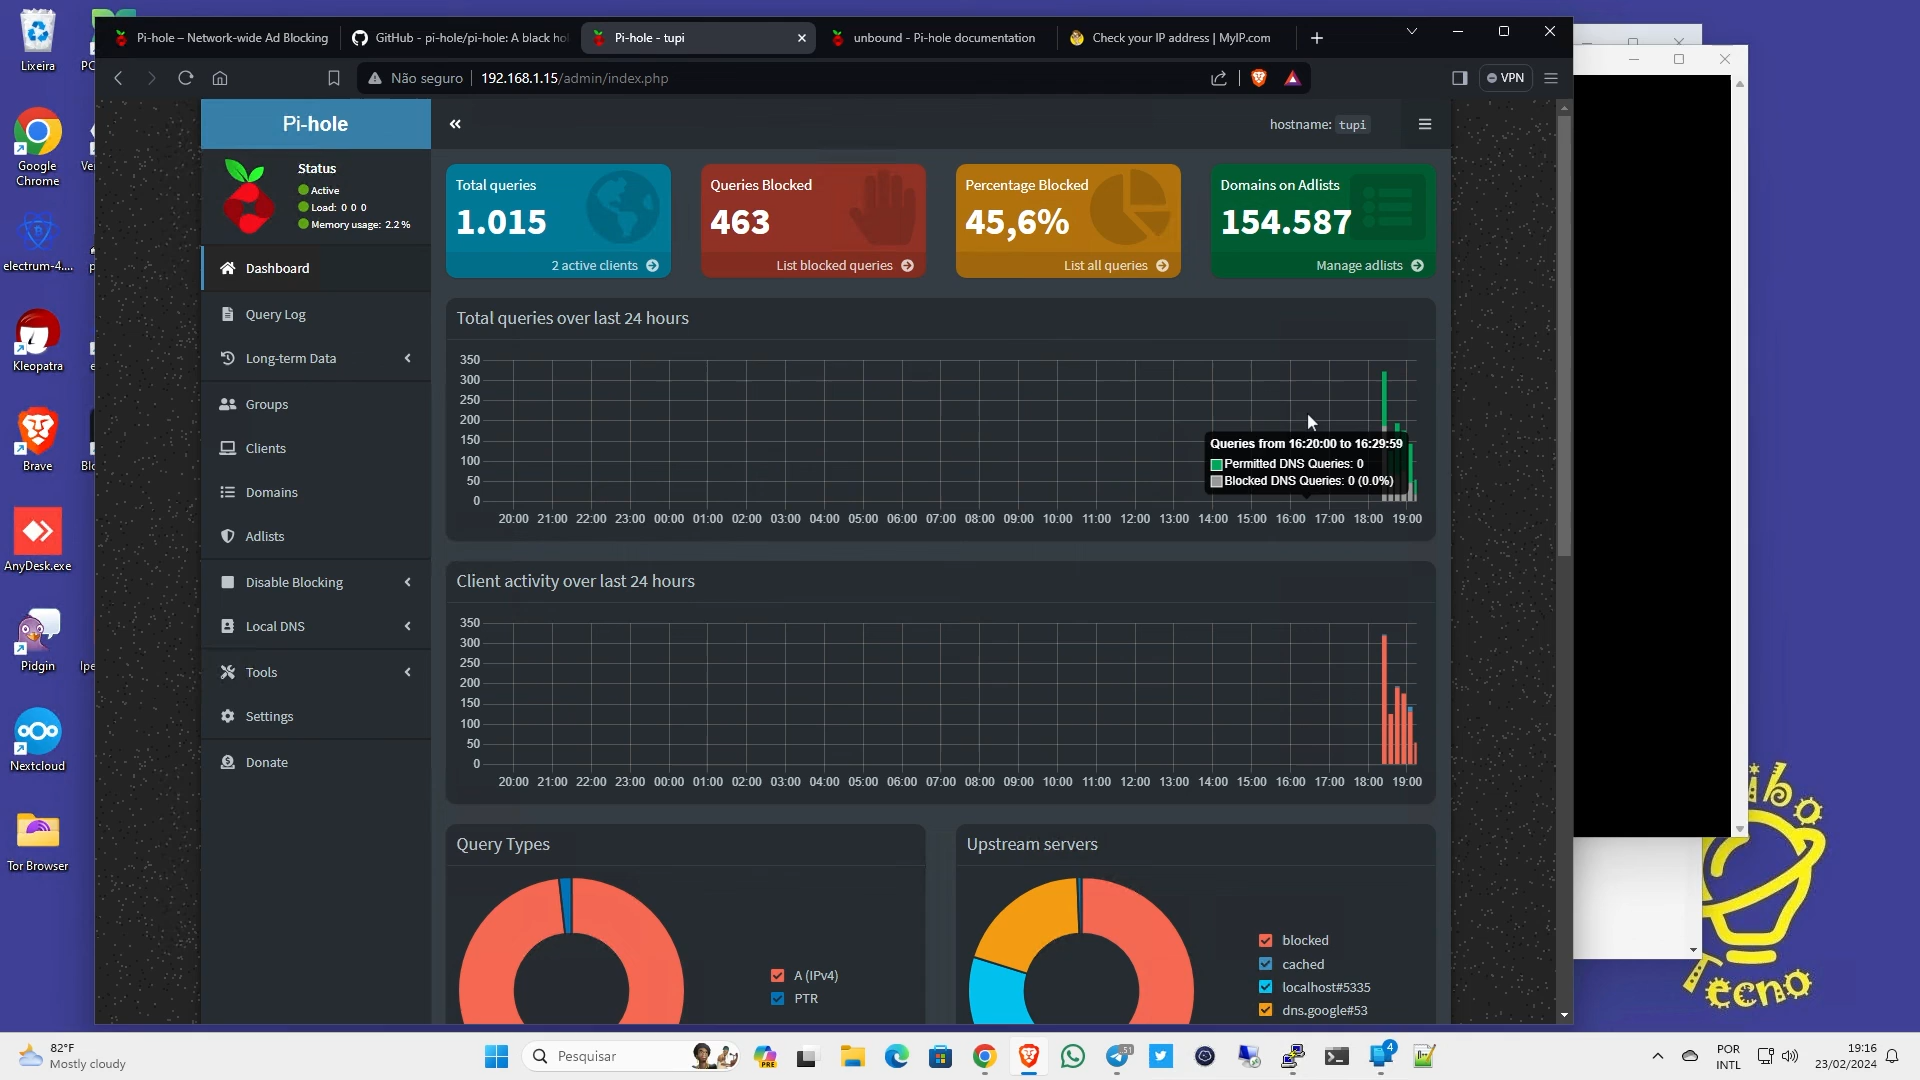 Lixeira
PC
Google
Chrome
Ver
electrum-4....
p
Kleopatra
e
Brave
Blo
AnyDesk.exe
Pidgin
Ipe
Nextcloud
Tor Browser
Pi-hole – Network-wide Ad Blocking
GitHub - pi-hole/pi-hole: A black ho
Pi-hole - tupi
unbound - Pi-hole documentation
Check your IP address | MyIP.com
Não seguro
192.168.1.15/admin/index.php
VPN
Pi-hole
hostname: tupi
Status
Active
Load: 0 0 0
Memory usage: 2.2 %
Dashboard
Query Log
Long-term Data
Groups
Clients
Domains
Adlists
Disable Blocking
Local DNS
Tools
Settings
Donate
Total queries
1.015
2 active clients
Queries Blocked
463
List blocked queries
Percentage Blocked
45,6%
List all queries
Domains on Adlists
154.587
Manage adlists
Total queries over last 24 hours
350
300
250
200
150
100
50
0
Queries from 16:20:00 to 16:29:59
Permitted DNS Queries: 0
Blocked DNS Queries: 0 (0.0%)
20:00 21:00 22:00 23:00 00:00 01:00 02:00 03:00 04:00 05:00 06:00 07:00 08:00 09:00 10:00 11:00 12:00 13:00 14:00 15:00 16:00 17:00 18:00 19:00
Client activity over last 24 hours
350
300
250
200
150
100
50
0
20:00 21:00 22:00 23:00 00:00 01:00 02:00 03:00 04:00 05:00 06:00 07:00 08:00 09:00 10:00 11:00 12:00 13:00 14:00 15:00 16:00 17:00 18:00 19:00
Query Types
A (IPv4)
PTR
Upstream servers
blocked
cached
localhost#5335
dns.google#53
ibo
Tecno
82°F
Mostly cloudy
Pesquisar
PRE
51
4
POR
INTL
19:16
23/02/2024